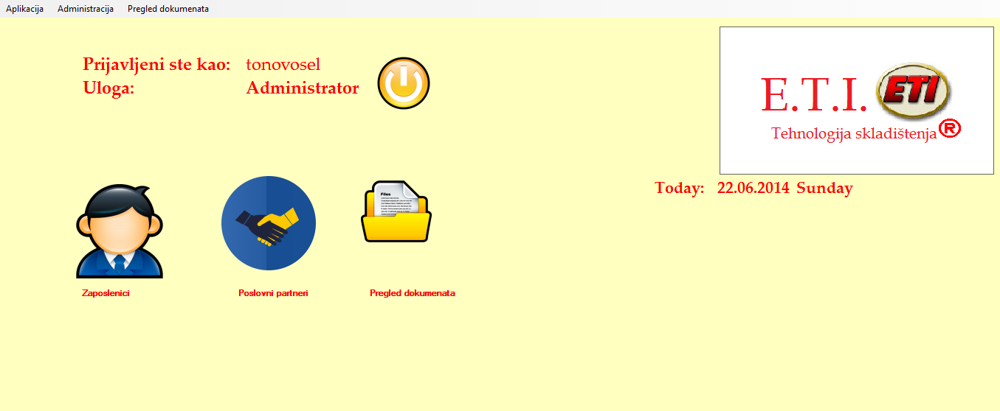 Aplikacija Administracija Pregled dokumenata
Prijavljeni ste kao: tonovosel
Uloga: Administrator
E.T.I. ETI
Tehnologija skladištenja®
Today: 22.06.2014 Sunday
Files
Zaposlenici Poslovni partneri Pregled dokumenata